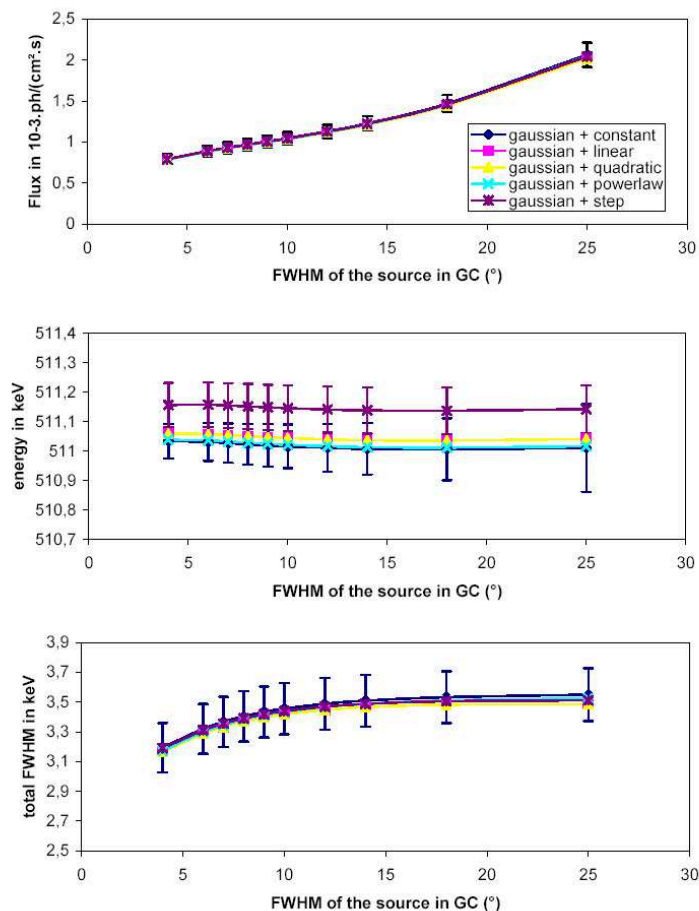 Flux in 10-3.ph/(cm².s)
2,5
2
1,5
1
0,5
0
gaussian + constant
gaussian + linear
gaussian + quadratic
gaussian + powerlaw
gaussian + step
0 5 10 15 20 25 30
FWHM of the source in GC (°)
energy in keV
511,4
511,3
511,2
511,1
511
510,9
510,8
510,7
0 5 10 15 20 25 30
FWHM of the source in GC (°)
total FWHM in keV
3,9
3,7
3,5
3,3
3,1
2,9
2,7
2,5
0 5 10 15 20 25 30
FWHM of the source in GC (°)